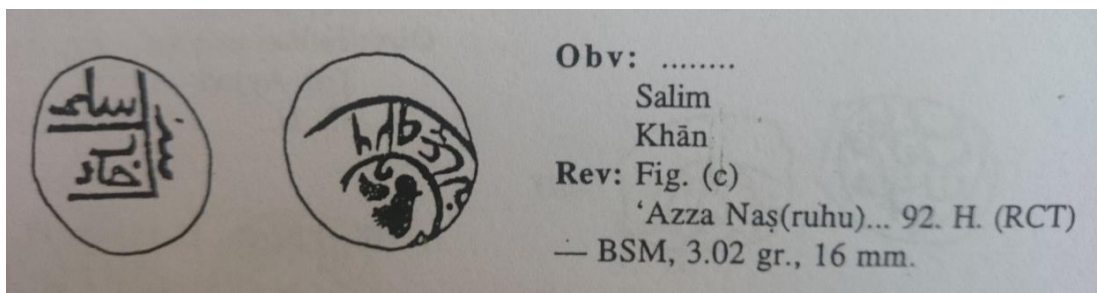 Obv: ........
Salim
Khān
Rev: Fig. (c)
‘Azza Naṣ(ruhu)... 92. H. (RCT)
— BSM, 3.02 gr., 16 mm.